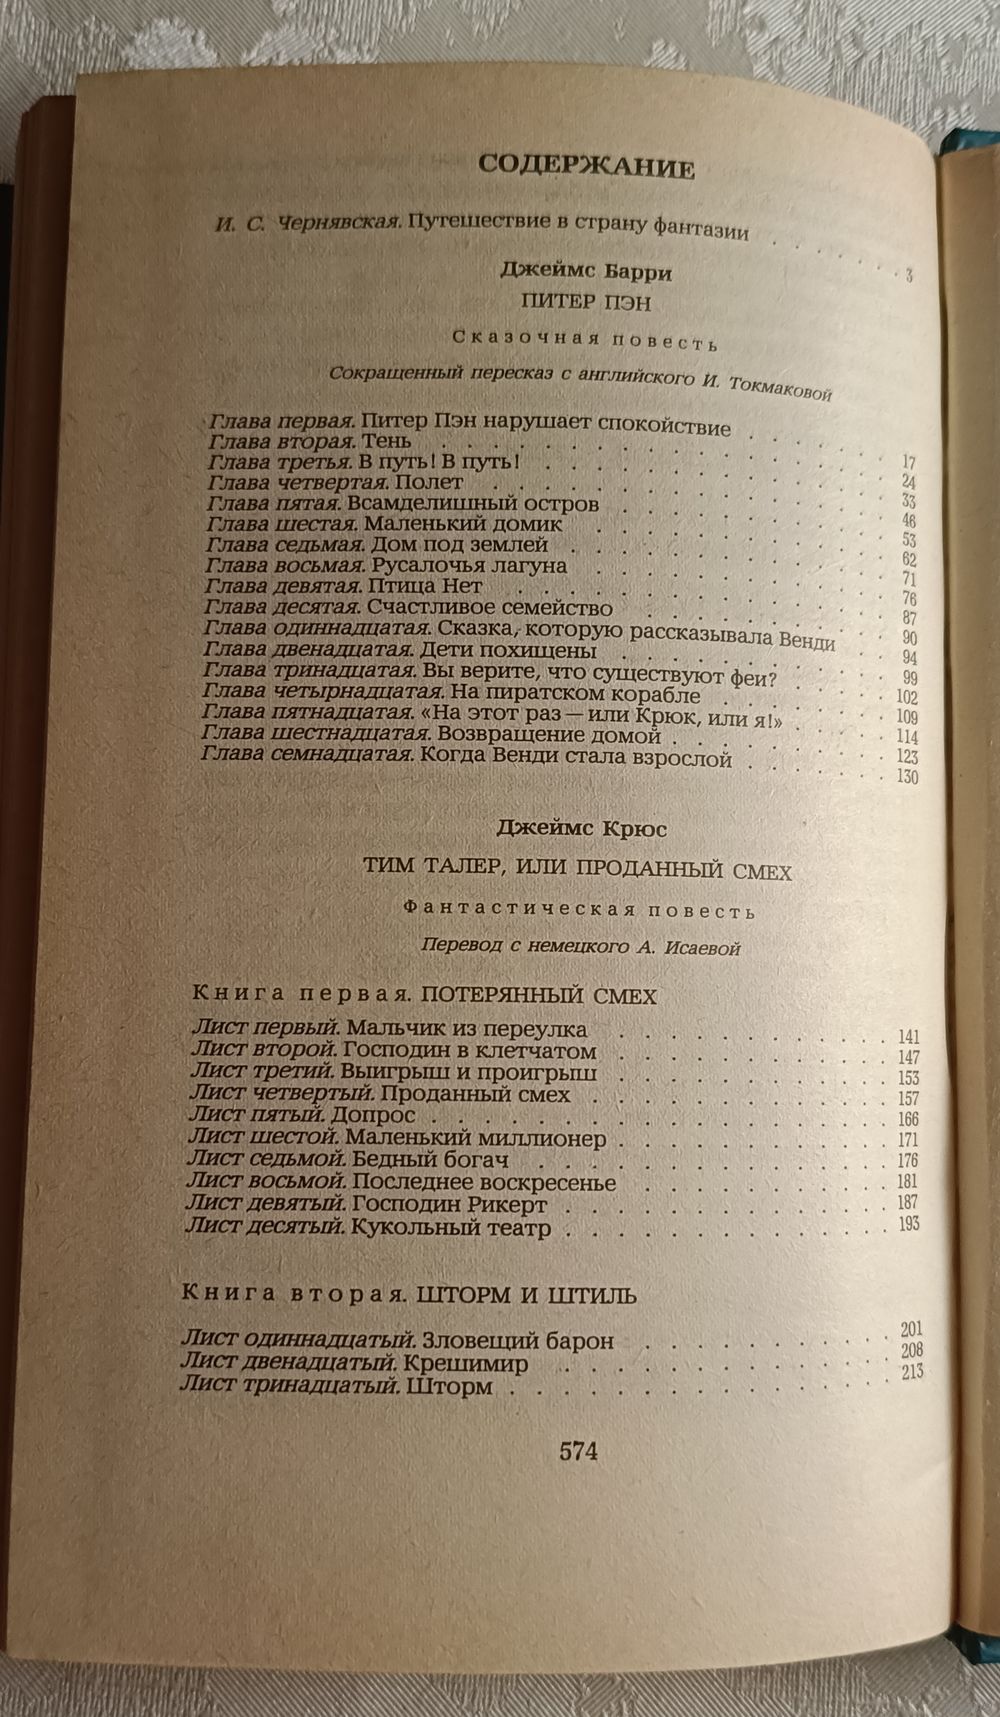 СОДЕРЖАНИЕ
И. С. Чернявская. Путешествие в страну фантазии . . . . . . . 3
Джеймс Барри
ПИТЕР ПЭН
Сказочная повесть
Сокращенный пересказ с английского И. Токмаковой
Глава первая. Питер Пэн нарушает спокойствие . . . . 17
Глава вторая. Тень . . . . . . . . . . . . 24
Глава третья. В путь! В путь! . . . . . . . . . . 33
Глава четвертая. Полет . . . . . . . . . . . 46
Глава пятая. Всамделишный остров . . . . . . . . 53
Глава шестая. Маленький домик . . . . . . . . . 62
Глава седьмая. Дом под землей . . . . . . . . . 71
Глава восьмая. Русалочья лагуна . . . . . . . . . 76
Глава девятая. Птица Нет . . . . . . . . . . . 87
Глава десятая. Счастливое семейство . . . . . . . . 90
Глава одиннадцатая. Сказка, которую рассказывала Венди . . 94
Глава двенадцатая. Дети похищены . . . . . . . . 99
Глава тринадцатая. Вы верите, что существуют феи? . . . . 102
Глава четырнадцатая. На пиратском корабле . . . . . . 109
Глава пятнадцатая. «На этот раз — или Крюк, или я!» . . . . 114
Глава шестнадцатая. Возвращение домой . . . . . . . 123
Глава семнадцатая. Когда Венди стала взрослой . . . . . 130
Джеймс Крюс
ТИМ ТАЛЕР, ИЛИ ПРОДАННЫЙ СМЕХ
Фантастическая повесть
Перевод с немецкого А. Исаевой
Книга первая. ПОТЕРЯННЫЙ СМЕХ
Лист первый. Мальчик из переулка . . . . . . . . . . . 141
Лист второй. Господин в клетчатом . . . . . . . . . . . 147
Лист третий. Выигрыш и проигрыш . . . . . . . . . . . 153
Лист четвертый. Проданный смех . . . . . . . . . . . . 157
Лист пятый. Допрос . . . . . . . . . . . . . . . . . 166
Лист шестой. Маленький миллионер . . . . . . . . . . . 171
Лист седьмой. Бедный богач . . . . . . . . . . . . . . 176
Лист восьмой. Последнее воскресенье . . . . . . . . . . 181
Лист девятый. Господин Рикерт . . . . . . . . . . . . . 187
Лист десятый. Кукольный театр . . . . . . . . . . . . . 193
Книга вторая. ШТОРМ И ШТИЛЬ
Лист одиннадцатый. Зловещий барон . . . . . . . . . . 201
Лист двенадцатый. Крешимир . . . . . . . . . . . . . 208
Лист тринадцатый. Шторм . . . . . . . . . . . . . . . 213
574